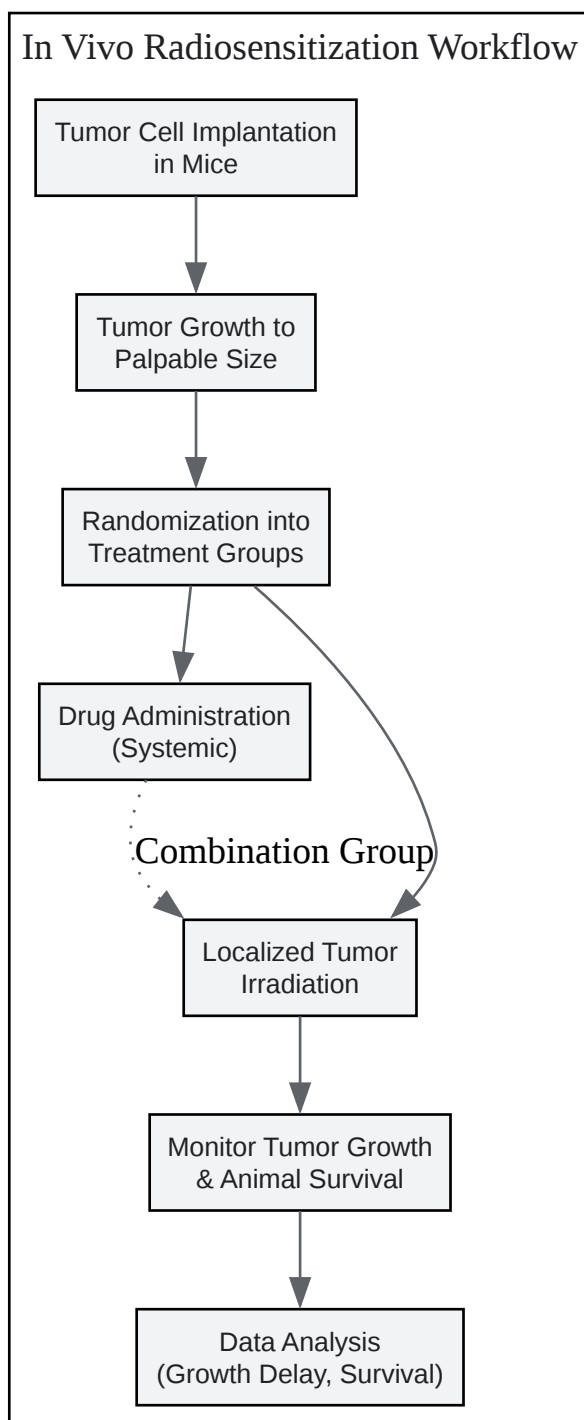 In Vivo Radiosensitization Workflow
Tumor Cell Implantation
in Mice
Tumor Growth to
Palpable Size
Randomization into
Treatment Groups
Drug Administration
(Systemic)
Combination Group
Localized Tumor
Irradiation
Monitor Tumor Growth
& Animal Survival
Data Analysis
(Growth Delay, Survival)